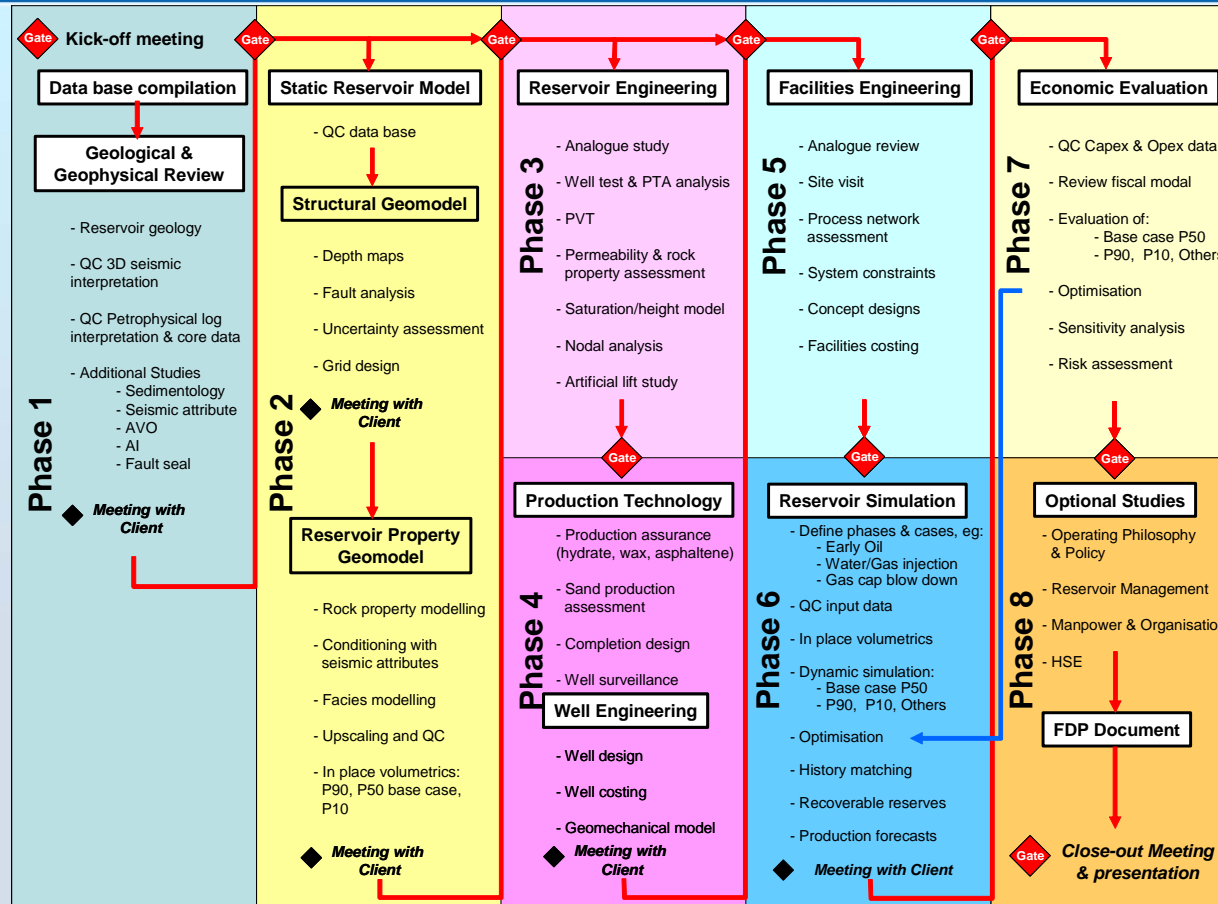 Gate Kick-off meeting
Data base compilation
Geological &
Geophysical Review
- Reservoir geology
- QC 3D seismic
interpretation
- QC Petrophysical log
interpretation & core data
- Additional Studies
- Sedimentology
- Seismic attribute
- AVO
- AI
- Fault seal
Phase 1
Meeting with
Client
Gate
Static Reservoir Model
- QC data base
Structural Geomodel
- Depth maps
- Fault analysis
- Uncertainty assessment
- Grid design
Phase 2
Meeting with
Client
Reservoir Property
Geomodel
- Rock property modelling
- Conditioning with
seismic attributes
- Facies modelling
- Upscaling and QC
- In place volumetrics:
P90, P50 base case,
P10
Meeting with
Client
Gate
Reservoir Engineering
Phase 3
- Analogue study
- Well test & PTA analysis
- PVT
- Permeability & rock
property assessment
- Saturation/height model
- Nodal analysis
- Artificial lift study
Gate
Production Technology
- Production assurance
(hydrate, wax, asphaltene)
- Sand production
assessment
Phase 4
- Completion design
- Well surveillance
Well Engineering
- Well design
- Well costing
- Geomechanical model
Meeting with
Client
Gate
Facilities Engineering
Phase 5
- Analogue review
- Site visit
- Process network
assessment
- System constraints
- Concept designs
- Facilities costing
Gate
Reservoir Simulation
- Define phases & cases, eg:
- Early Oil
- Water/Gas injection
- Gas cap blow down
Phase 6
- QC input data
- In place volumetrics
- Dynamic simulation:
- Base case P50
- P90, P10, Others
- Optimisation
- History matching
- Recoverable reserves
- Production forecasts
Meeting with Client
Gate
Economic Evaluation
Phase 7
- QC Capex & Opex data
- Review fiscal modal
- Evaluation of:
- Base case P50
- P90, P10, Others
- Optimisation
- Sensitivity analysis
- Risk assessment
Gate
Optional Studies
- Operating Philosophy
& Policy
Phase 8
- Reservoir Management
- Manpower & Organisatio
- HSE
FDP Document
Gate Close-out Meeting
& presentation